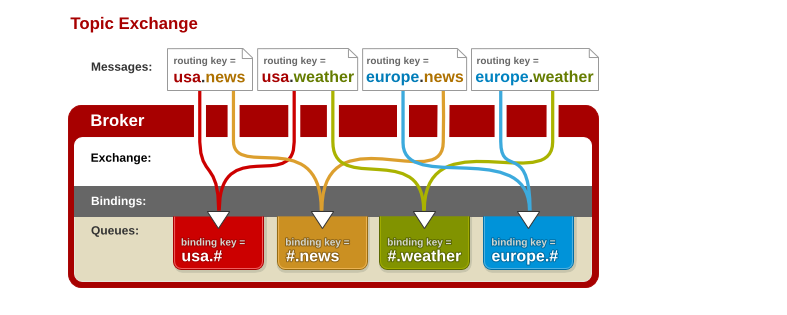 Topic Exchange
Messages:
routing key =
usa.news
routing key =
usa.weather
routing key =
europe.news
routing key =
europe.weather
Broker
Exchange:
Bindings:
Queues:
binding key =
usa.#
binding key =
#.news
binding key =
#.weather
binding key =
europe.#